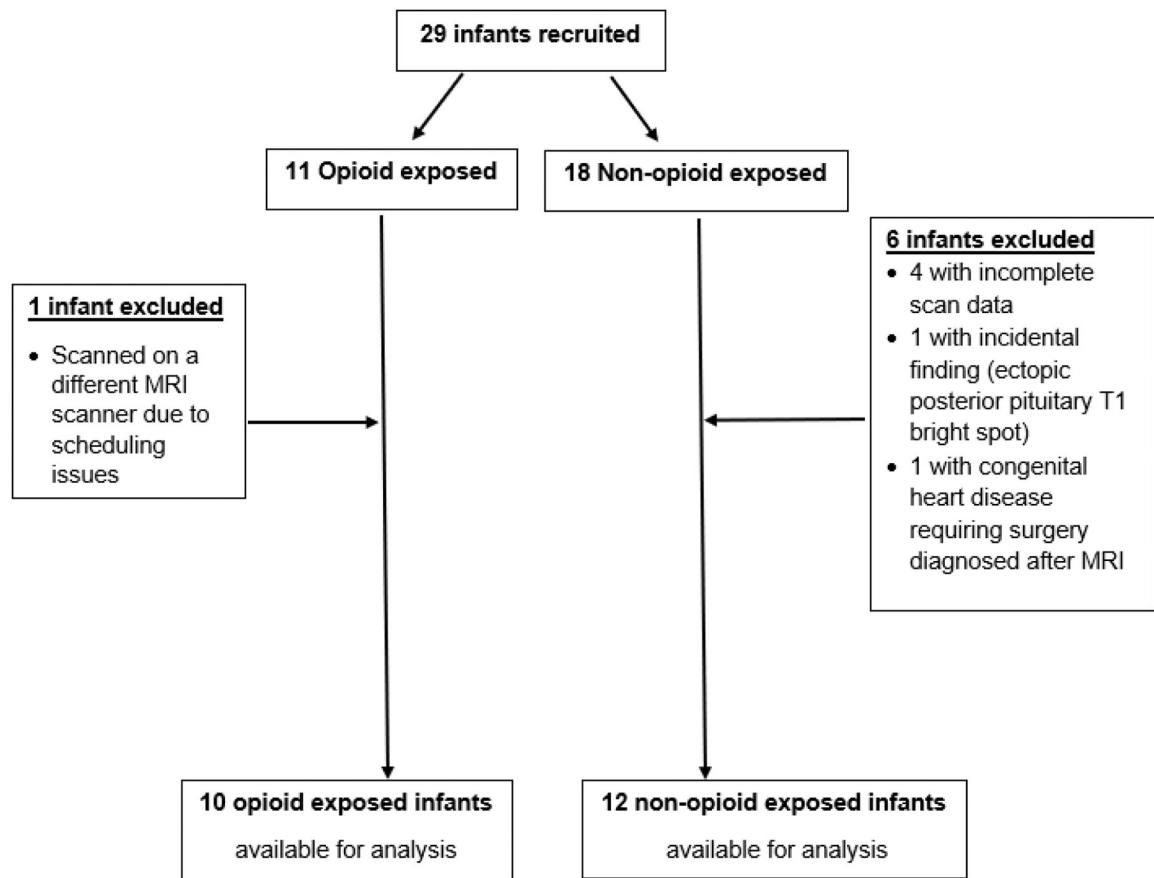 29 infants recruited
11 Opioid exposed
18 Non-opioid exposed
1 infant excluded
• Scanned on a
different MRI
scanner due to
scheduling
issues
6 infants excluded
• 4 with incomplete
scan data
• 1 with incidental
finding (ectopic
posterior pituitary T1
bright spot)
• 1 with congenital
heart disease
requiring surgery
diagnosed after MRI
10 opioid exposed infants
available for analysis
12 non-opioid exposed infants
available for analysis